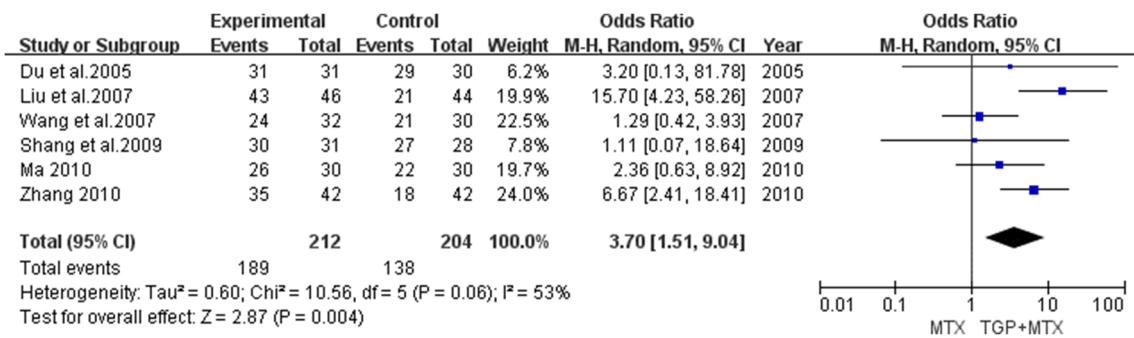 Experimental Control Odds Ratio Odds Ratio
Study or Subgroup Events Total Events Total Weight M-H, Random, 95% CI Year M-H, Random, 95% CI
Du et al.2005 31 31 29 30 6.2% 3.20 [0.13, 81.78] 2005
Liu et al.2007 43 46 21 44 19.9% 15.70 [4.23, 58.26] 2007
Wang et al.2007 24 32 21 30 22.5% 1.29 [0.42, 3.93] 2007
Shang et al.2009 30 31 27 28 7.8% 1.11 [0.07, 18.64] 2009
Ma 2010 26 30 22 30 19.7% 2.36 [0.63, 8.92] 2010
Zhang 2010 35 42 18 42 24.0% 6.67 [2.41, 18.41] 2010
Total (95% CI) 212 204 100.0% 3.70 [1.51, 9.04]
Total events 189 138
Heterogeneity: Tau² = 0.60; Chi² = 10.56, df = 5 (P = 0.06); I² = 53%
Test for overall effect: Z = 2.87 (P = 0.004)
0.01 0.1 1 10 100
MTX TGP+MTX